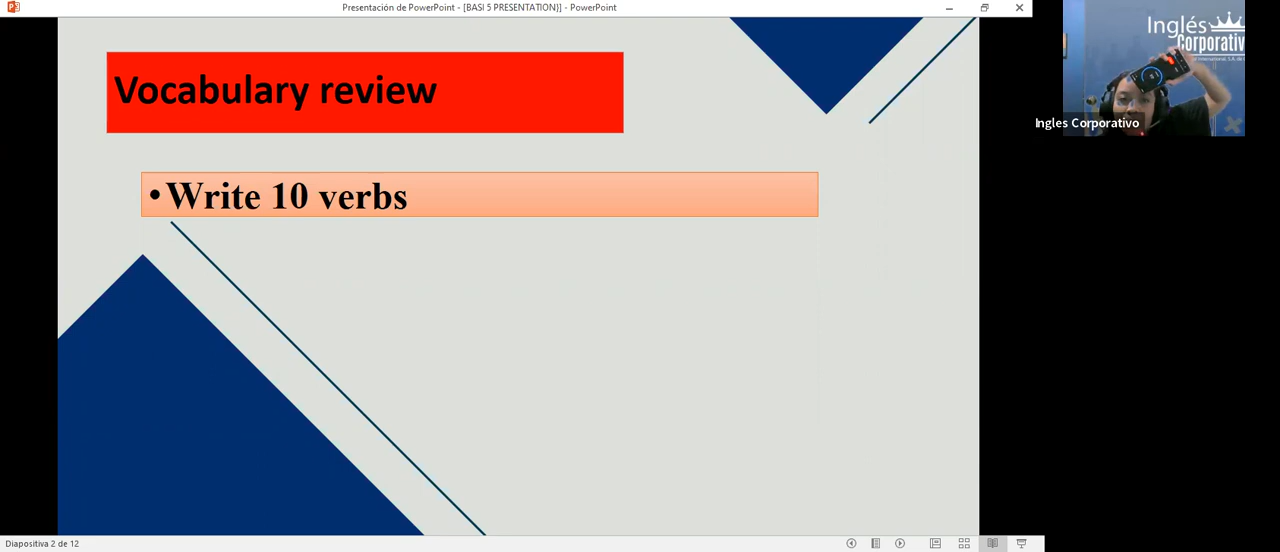 Presentación de PowerPoint - [BASI 5 PRESENTATION]] - PowerPoint
Vocabulary review
• Write 10 verbs
Inglés
Corporativ
Ingles Corporativo
Diapositiva 2 de 12